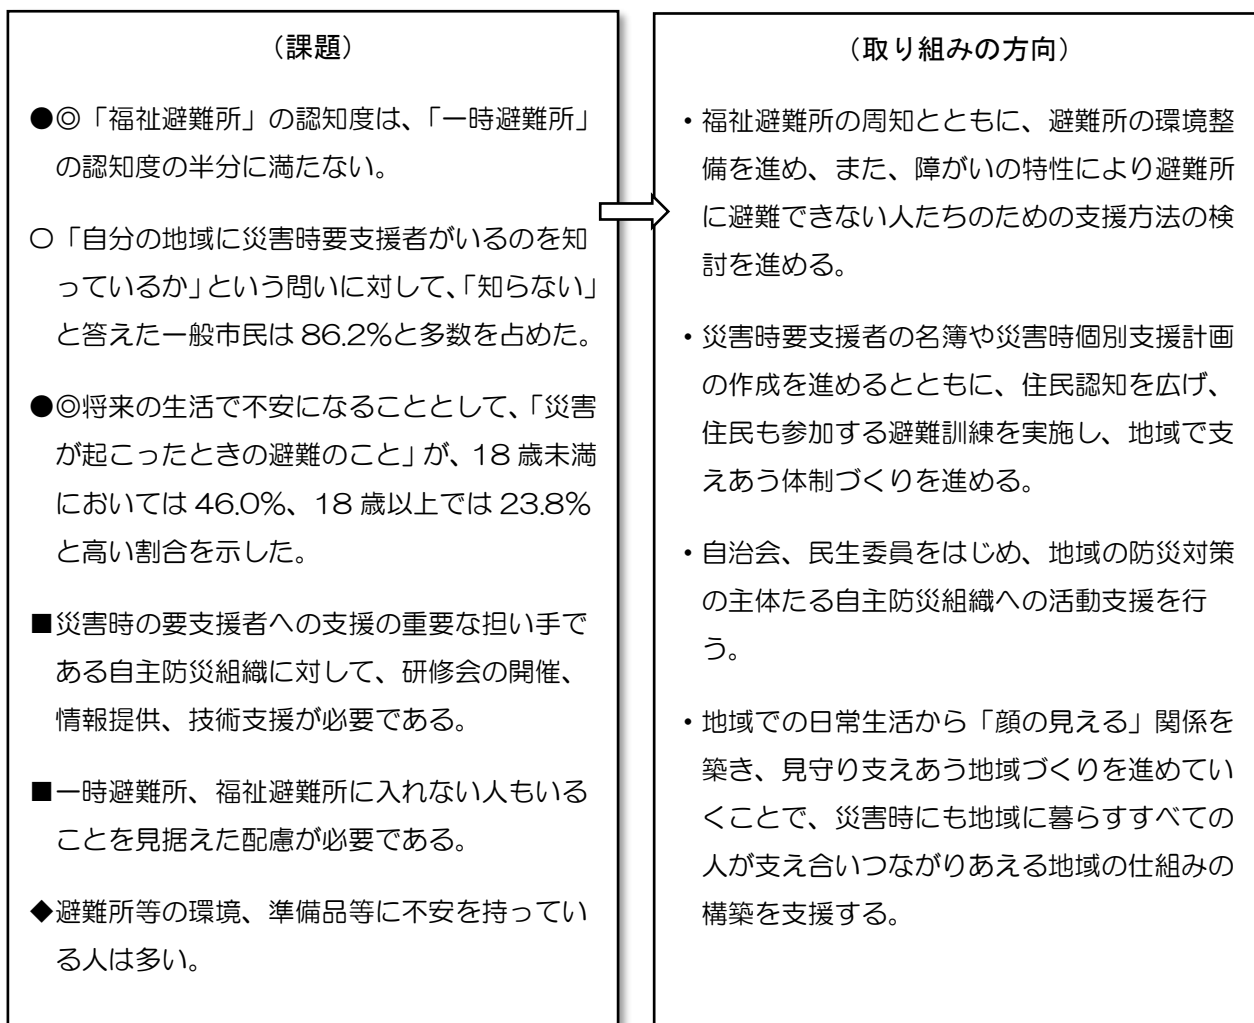 （課題）
●◎「福祉避難所」の認知度は、「一時避難所」
の認知度の半分に満たない。
○「自分の地域に災害時要支援者がいるのを知
っているか」という問いに対して、「知らない」
と答えた一般市民は 86.2％と多数を占めた。
●◎将来の生活で不安になることとして、「災害
が起こったときの避難のこと」が、18 歳未満
においては 46.0％、18 歳以上では 23.8％
と高い割合を示した。
■災害時の要支援者への支援の重要な担い手で
ある自主防災組織に対して、研修会の開催、
情報提供、技術支援が必要である。
■一時避難所、福祉避難所に入れない人もいる
ことを見据えた配慮が必要である。
◆避難所等の環境、準備品等に不安を持ってい
る人は多い。
（取り組みの方向）
・福祉避難所の周知とともに、避難所の環境整
備を進め、また、障がいの特性により避難所
に避難できない人たちのための支援方法の検
討を進める。
・災害時要支援者の名簿や災害時個別支援計画
の作成を進めるとともに、住民認知を広げ、
住民も参加する避難訓練を実施し、地域で支
えあう体制づくりを進める。
・自治会、民生委員をはじめ、地域の防災対策
の主体たる自主防災組織への活動支援を行
う。
・地域での日常生活から「顔の見える」関係を
築き、見守り支えあう地域づくりを進めてい
くことで、災害時にも地域に暮らすすべての
人が支え合いつながりあえる地域の仕組みの
構築を支援する。